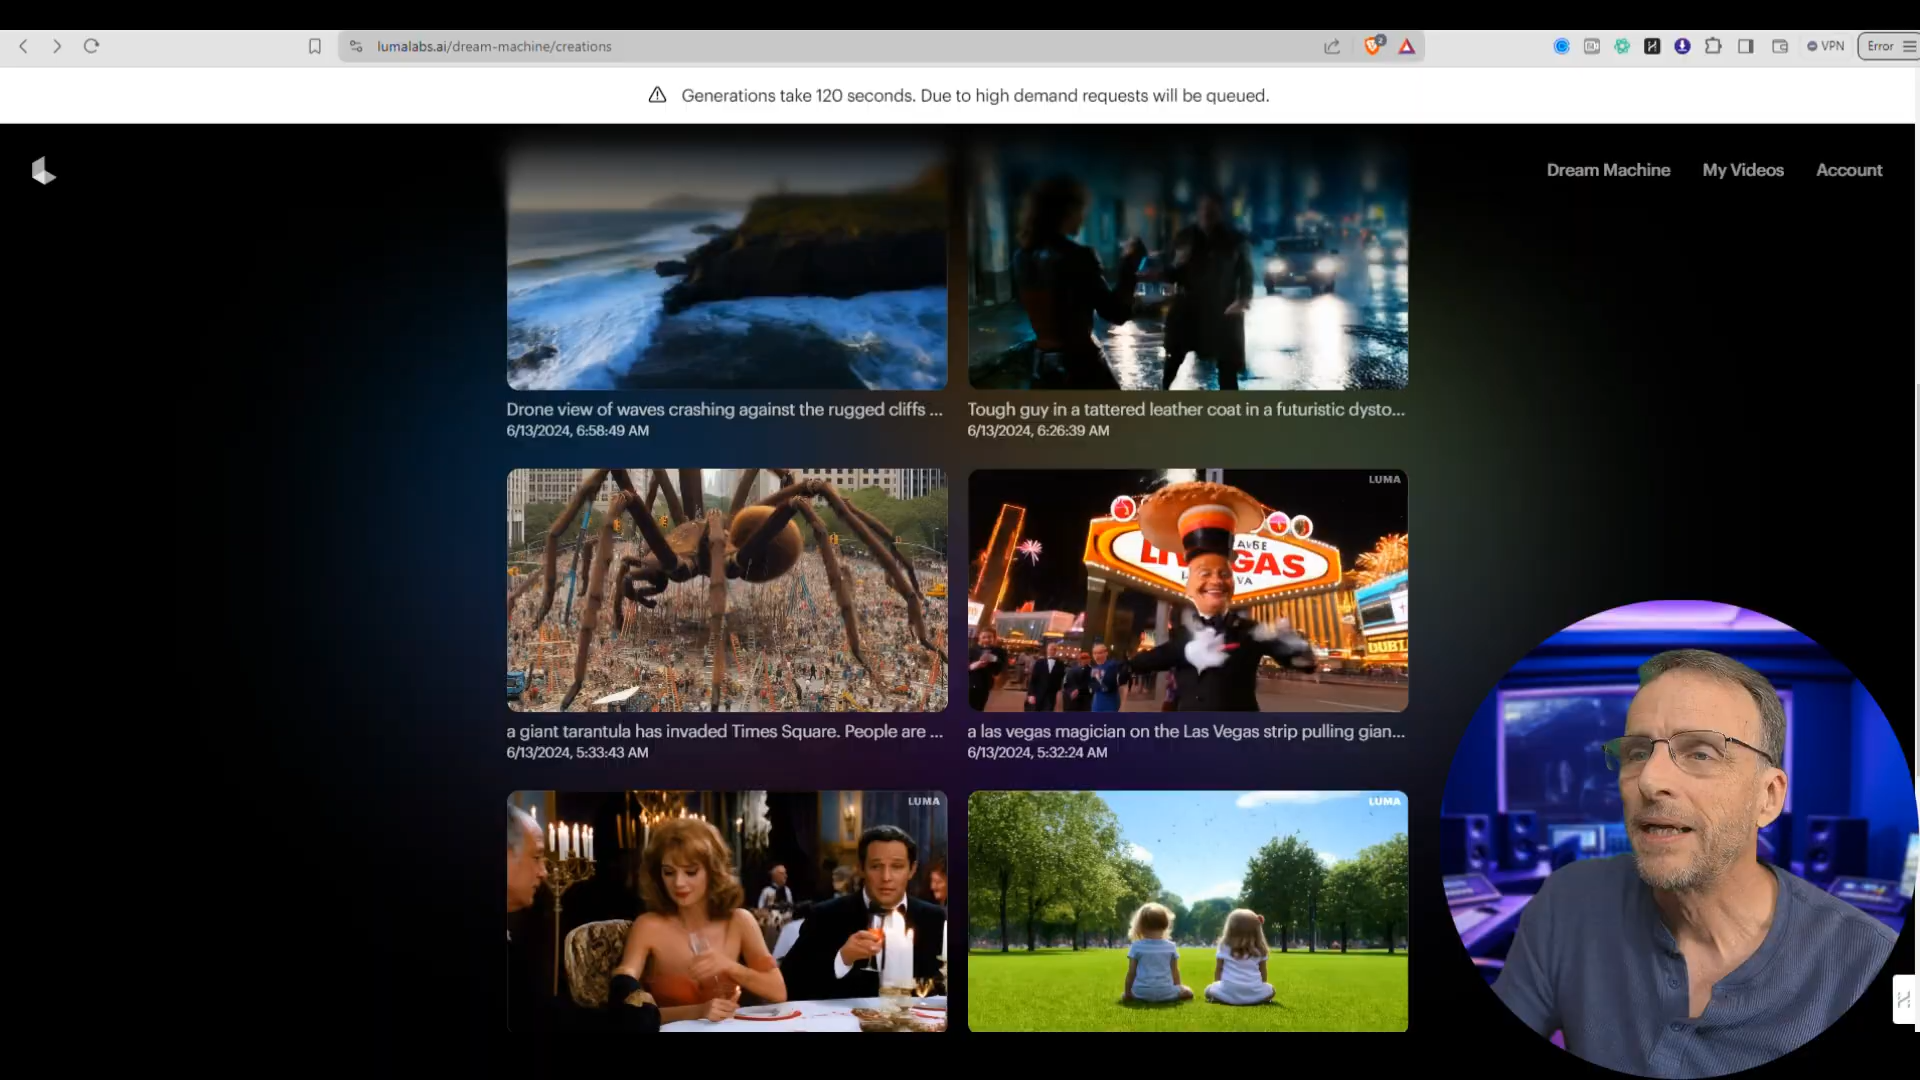 lumalabs.ai/dream-machine/creations
2
VPN
Error
Generations take 120 seconds. Due to high demand requests will be queued.
Dream Machine
My Videos
Account
Drone view of waves crashing against the rugged cliffs ...
6/13/2024, 6:58:49 AM
Tough guy in a tattered leather coat in a futuristic dysto...
6/13/2024, 6:26:39 AM
LUMA
VEGAS
a giant tarantula has invaded Times Square. People are ...
6/13/2024, 5:33:43 AM
a las vegas magician on the Las Vegas strip pulling gian...
6/13/2024, 5:32:24 AM
LUMA
LUMA